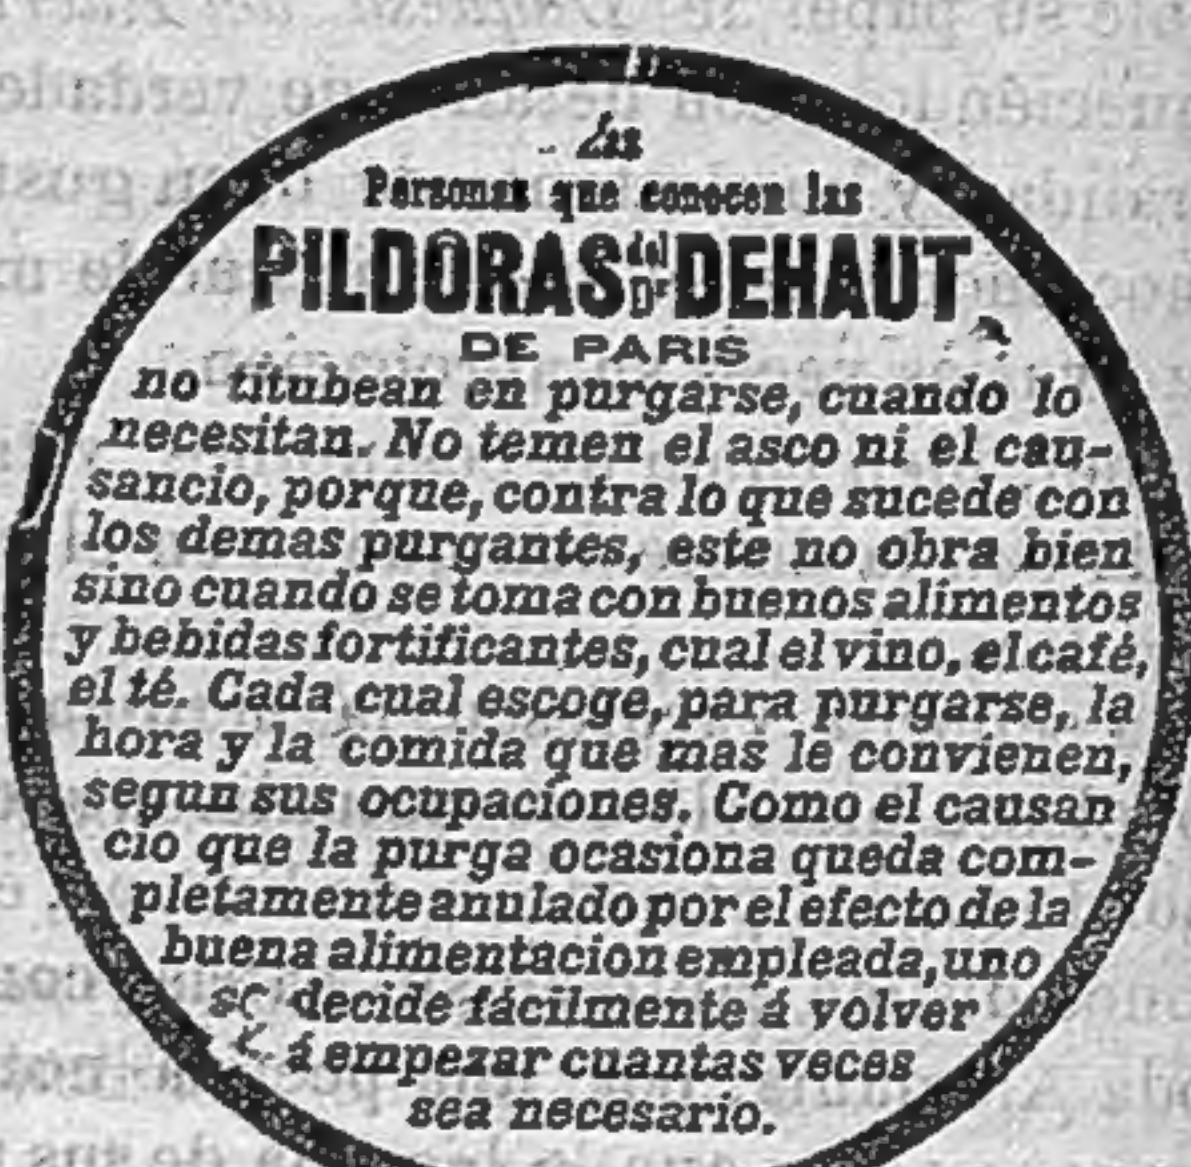 Las
Personas que conocen las
PILDORAS del Dr DEHAUT
DE PARIS
no titubean en purgarse, cuando lo
necesitan. No temen el asco ni el cau-
sancio, porque, contra lo que sucede con
los demas purgantes, este no obra bien
sino cuando se toma con buenos alimentos
y bebidas fortificantes, cual el vino, el café,
el té. Cada cual escoge, para purgarse, la
hora y la comida que mas le convienen,
segun sus ocupaciones. Como el causan
cio que la purga ocasiona queda com-
pletamente anulado por el efecto de la
buena alimentacion empleada, uno
se decide fácilmente á volver
á empezar cuantas veces
sea necesario.